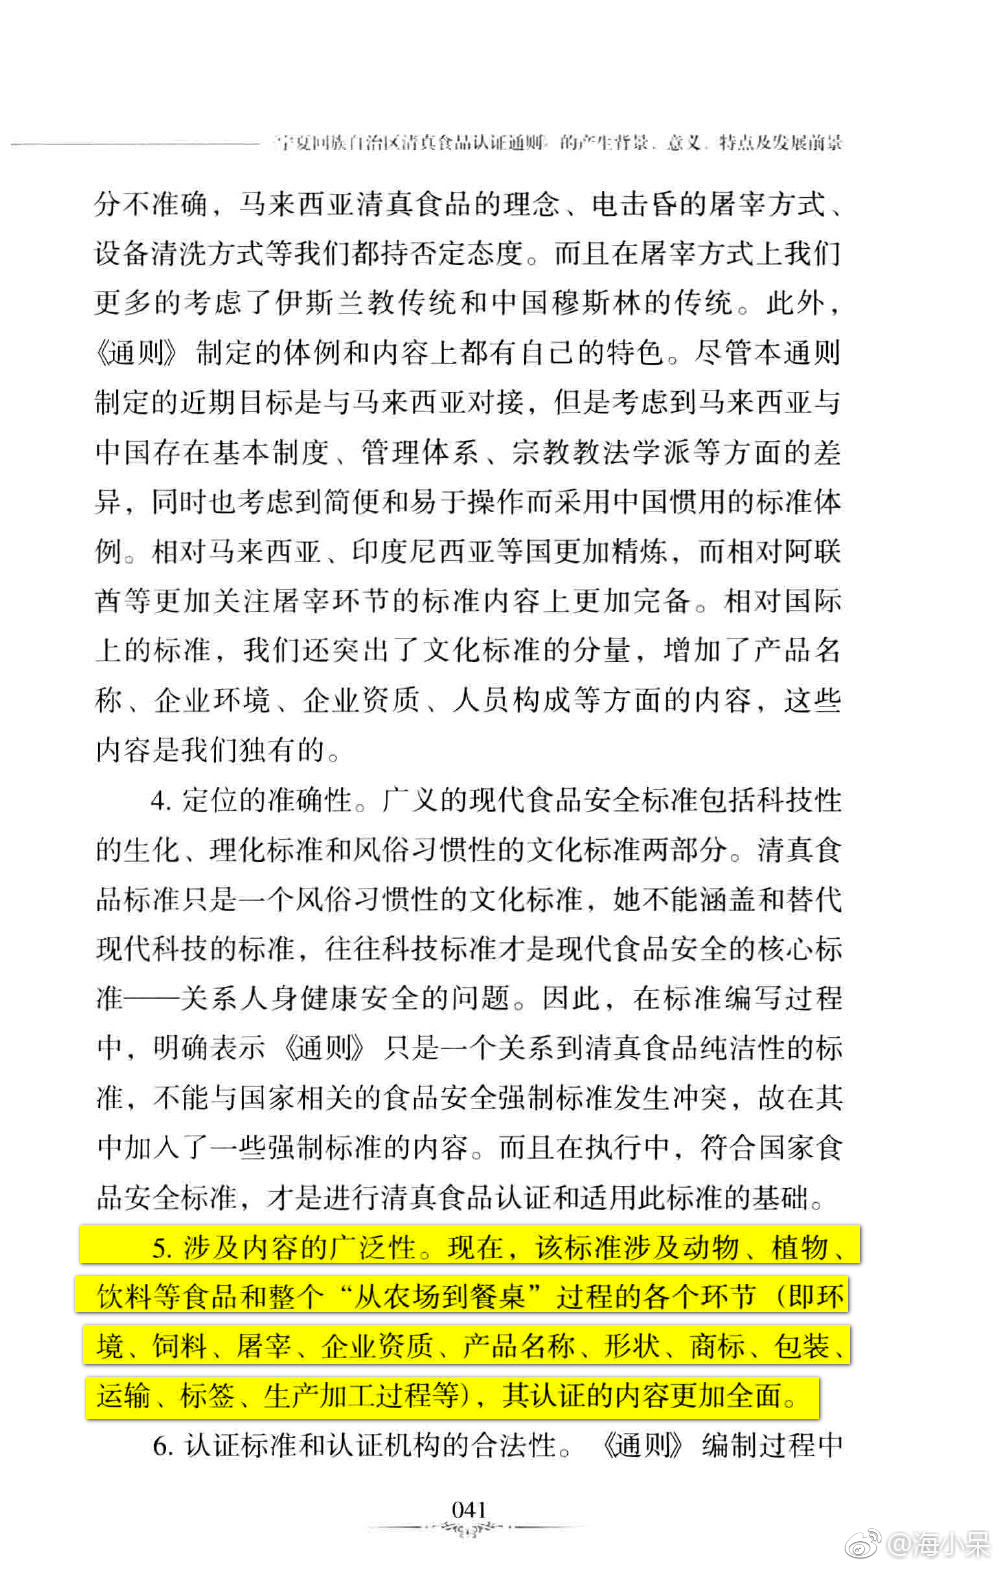 《宁夏回族自治区清真食品认证通则》的产生背景、意义、特点及发展前景
分不准确，马来西亚清真食品的理念、电击昏的屠宰方式、
设备清洗方式等我们都持否定态度。而且在屠宰方式上我们
更多的考虑了伊斯兰教传统和中国穆斯林的传统。此外，
《通则》制定的体例和内容上都有自己的特色。尽管本通则
制定的近期目标是与马来西亚对接，但是考虑到马来西亚与
中国存在基本制度、管理体系、宗教教法学派等方面的差
异，同时也考虑到简便和易于操作而采用中国惯用的标准体
例。相对马来西亚、印度尼西亚等国更加精炼，而相对阿联
酋等更加关注屠宰环节的标准内容上更加完备。相对国际
上的标准，我们还突出了文化标准的分量，增加了产品名
称、企业环境、企业资质、人员构成等方面的内容，这些
内容是我们独有的。
4. 定位的准确性。广义的现代食品安全标准包括科技性
的生化、理化标准和风俗习惯性的文化标准两部分。清真食
品标准只是一个风俗习惯性的文化标准，她不能涵盖和替代
现代科技的标准，往往科技标准才是现代食品安全的核心标
准——关系人身健康安全的问题。因此，在标准编写过程
中，明确表示《通则》只是一个关系到清真食品纯洁性的标
准，不能与国家相关的食品安全强制标准发生冲突，故在其
中加入了一些强制标准的内容。而且在执行中，符合国家食
品安全标准，才是进行清真食品认证和适用此标准的基础。
5. 涉及内容的广泛性。现在，该标准涉及动物、植物、
饮料等食品和整个“从农场到餐桌”过程的各个环节（即环
境、饲料、屠宰、企业资质、产品名称、形状、商标、包装、
运输、标签、生产加工过程等），其认证的内容更加全面。
6. 认证标准和认证机构的合法性。《通则》编制过程中
041
@海小呆